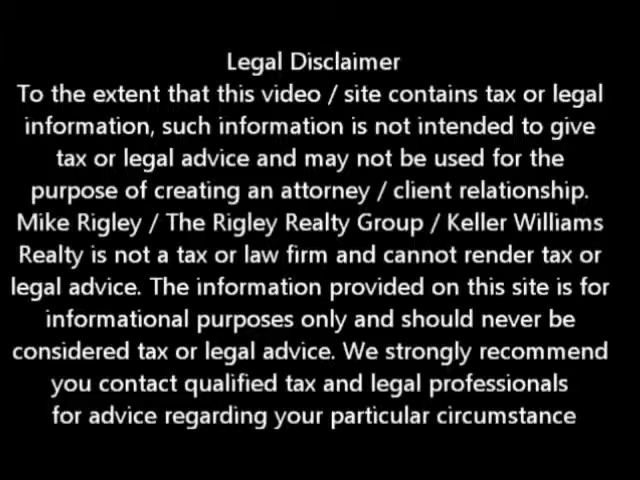 Legal Disclaimer
To the extent that this video / site contains tax or legal
information, such information is not intended to give
tax or legal advice and may not be used for the
purpose of creating an attorney / client relationship.
Mike Rigley / The Rigley Realty Group / Keller Williams
Realty is not a tax or law firm and cannot render tax or
legal advice. The information provided on this site is for
informational purposes only and should never be
considered tax or legal advice. We strongly recommend
you contact qualified tax and legal professionals
for advice regarding your particular circumstance